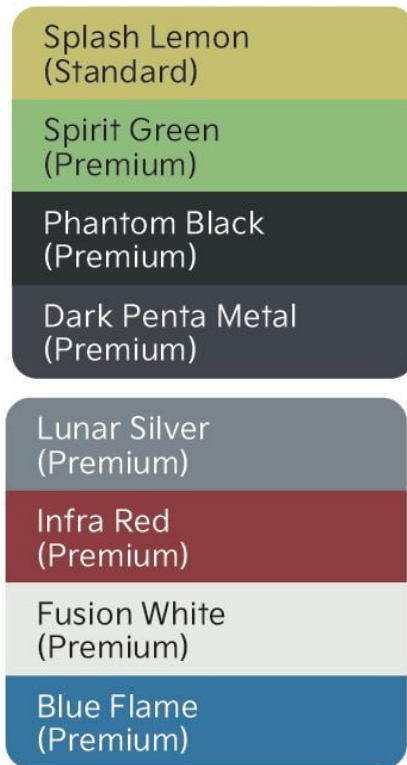 Splash Lemon
(Standard)
Spirit Green
(Premium)
Phantom Black
(Premium)
Dark Penta Metal
(Premium)
Lunar Silver
(Premium)
Infra Red
(Premium)
Fusion White
(Premium)
Blue Flame
(Premium)